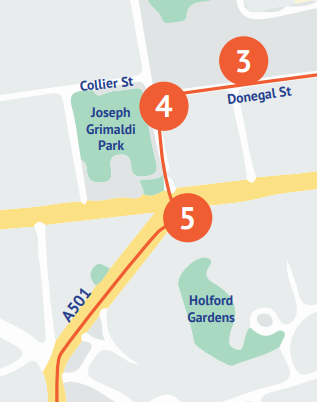 3
Collier St
Donegal St
4
Joseph
Grimaldi
Park
5
A501
Holford
Gardens